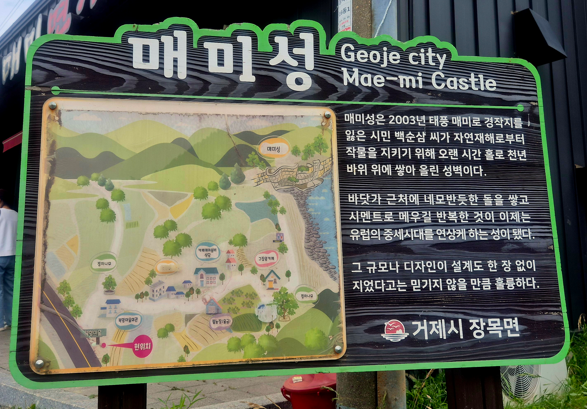 매미성
Geoje city
Mae-mi Castle
매미성은 2003년 태풍 매미로 경작지를
잃은 시민 백순삼 씨가 자연재해로부터
작물을 지키기 위해 오랜 시간 홀로 천년
바위 위에 쌓아 올린 성벽이다.
바닷가 근처에 네모반듯한 돌을 쌓고
시멘트로 메우길 반복한 것이 이제는
유럽의 중세시대를 연상케 하는 성이 됐다.
그 규모나 디자인이 설계도 한 장 없이
지었다고는 믿기지 않을 만큼 훌륭하다.
거제시 장목면
매미성
현위치